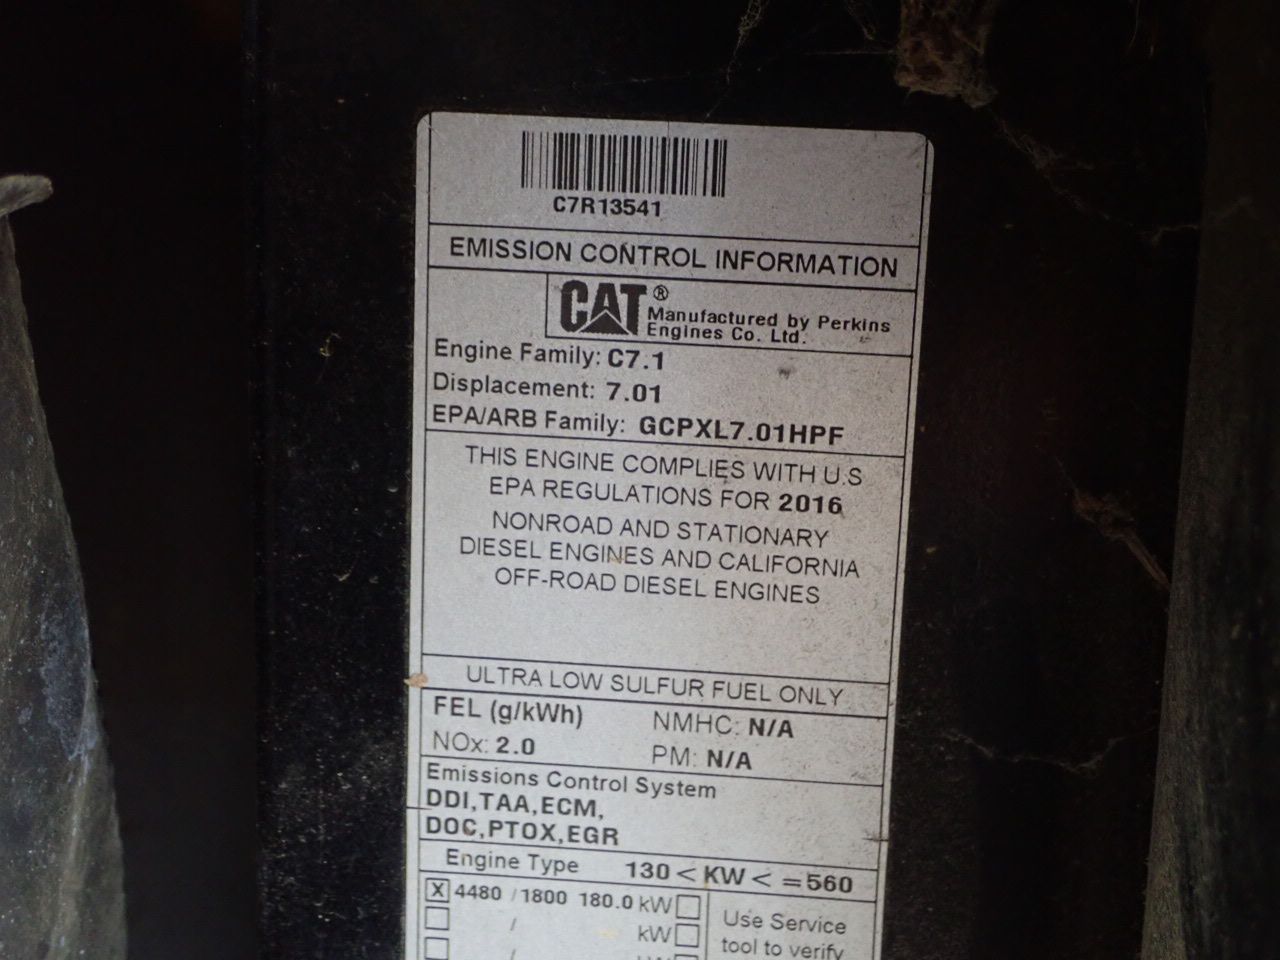 C7R13541
EMISSION CONTROL INFORMATION
CAT®
Manufactured by Perkins
Engines Co. Ltd.
Engine Family: C7.1
Displacement: 7.01
EPA/ARB Family: GCPXL7.01HPF
THIS ENGINE COMPLIES WITH U.S
EPA REGULATIONS FOR 2016
NONROAD AND STATIONARY
DIESEL ENGINES AND CALIFORNIA
OFF-ROAD DIESEL ENGINES
ULTRA LOW SULFUR FUEL ONLY
FEL (g/kWh) NMHC: N/A
NOx: 2.0 PM: N/A
Emissions Control System
DDI,TAA,ECM,
DOC,PTOX,EGR
Engine Type 130 < KW < =560
X 4480 / 1800 180.0 kW Use Service
/ kW tool to verify
/ kW